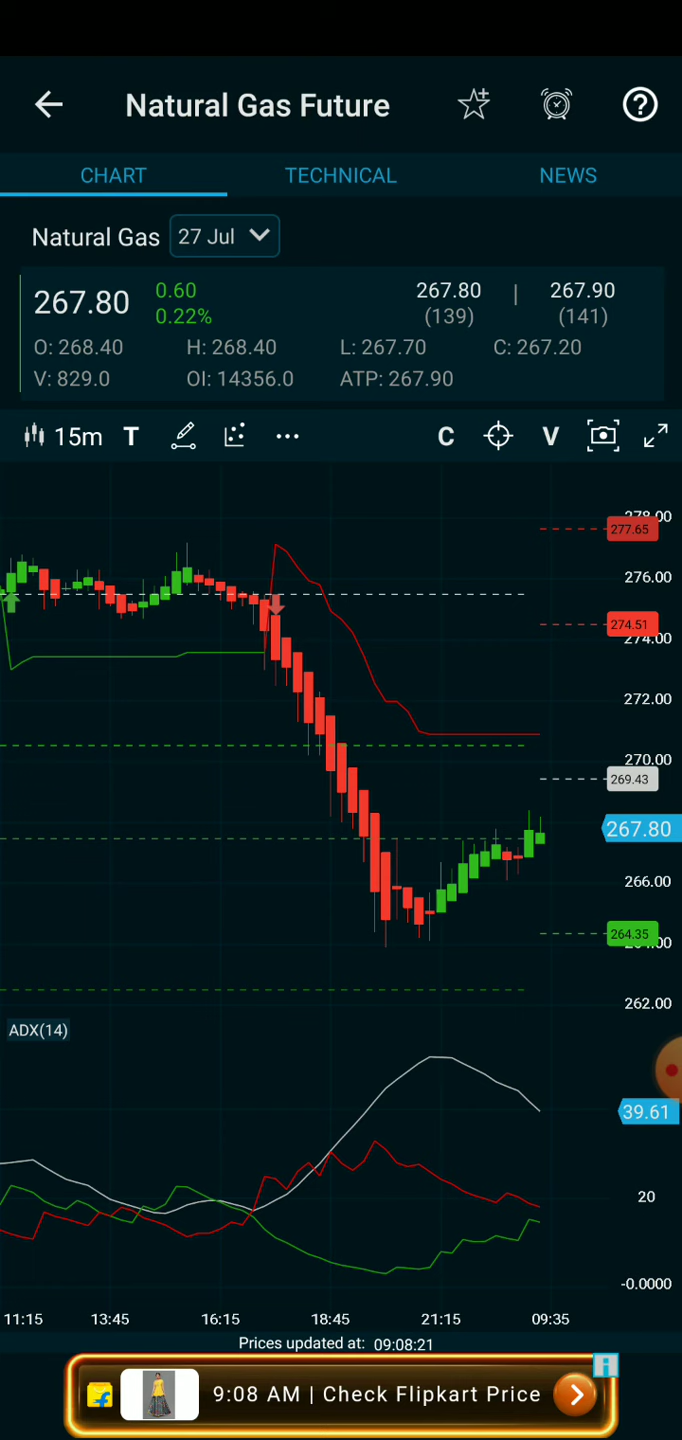 Natural Gas Future
CHART TECHNICAL NEWS
Natural Gas 27 Jul
267.80 0.60 0.22% 267.80 (139) | 267.90 (141)
O: 268.40 H: 268.40 L: 267.70 C: 267.20
V: 829.0 OI: 14356.0 ATP: 267.90
15m T C V
278.00
277.65
276.00
274.51
274.00
272.00
270.00
269.43
267.80
266.00
264.35
264.00
262.00
ADX(14)
39.61
20
-0.0000
11:15 13:45 16:15 18:45 21:15 09:35
Prices updated at: 09:08:21
9:08 AM | Check Flipkart Price